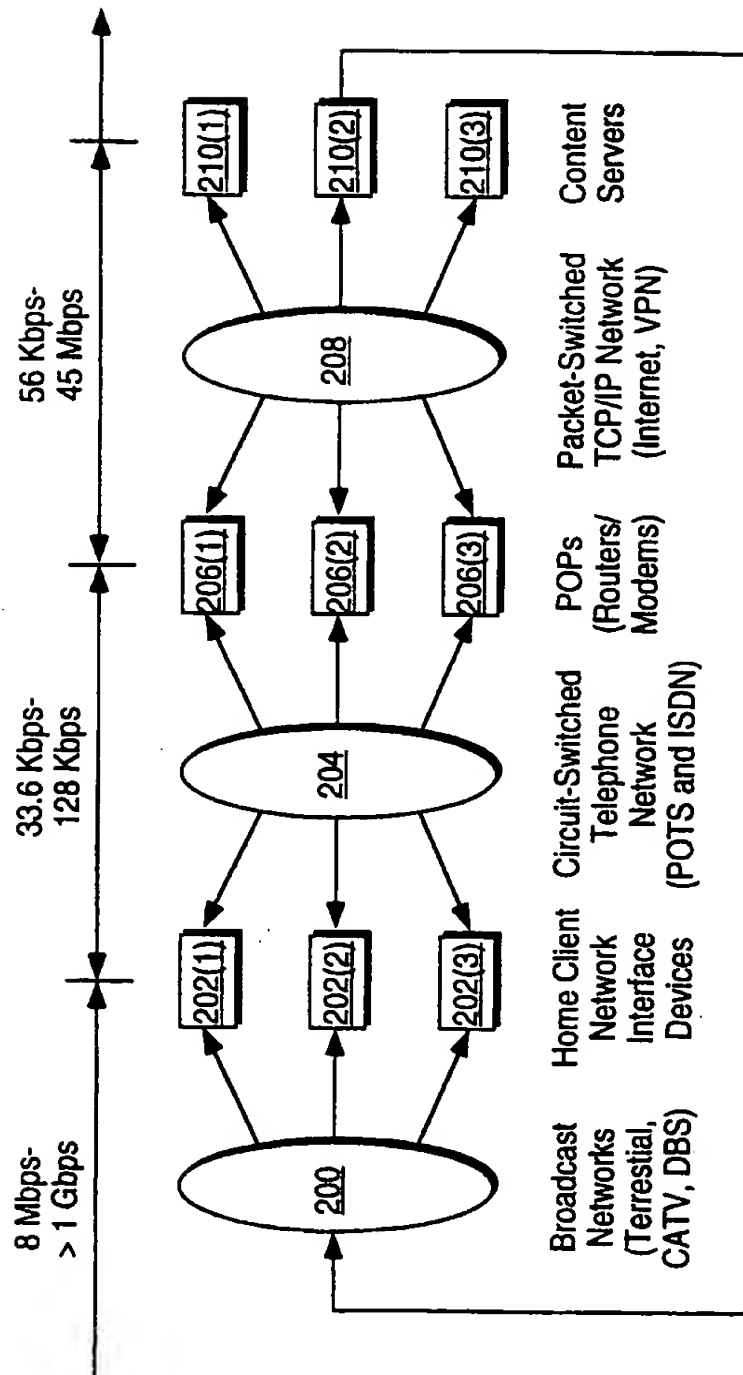 8 Mbps-
> 1 Gbps
33.6 Kbps-
128 Kbps
56 Kbps-
45 Mbps
200
202(1)
202(2)
202(3)
204
206(1)
206(2)
206(3)
208
210(1)
210(2)
210(3)
Broadcast
Networks
(Terrestial,
CATV, DBS)
Home Client
Network
Interface
Devices
Circuit-Switched
Telephone
Network
(POTS and ISDN)
POPs
(Routers/
Modems)
Packet-Switched
TCP/IP Network
(Internet, VPN)
Content
Servers